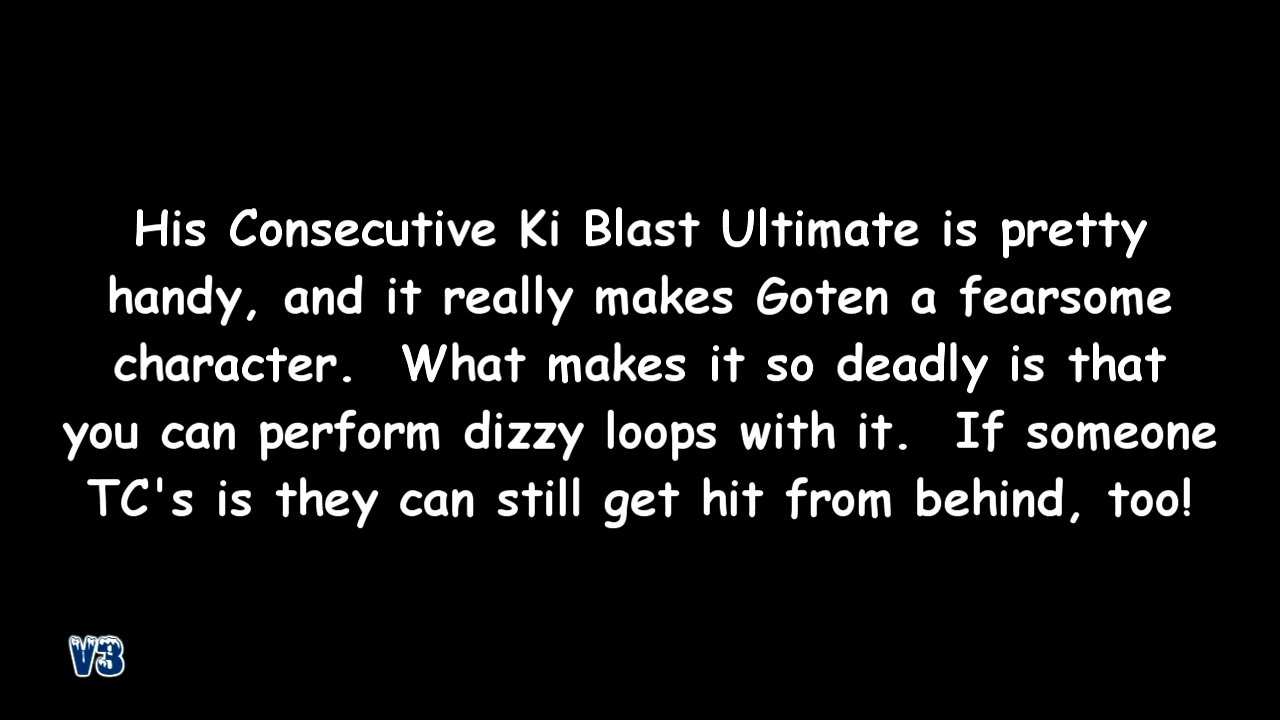 His Consecutive Ki Blast Ultimate is pretty
handy, and it really makes Goten a fearsome
character.  What makes it so deadly is that
you can perform dizzy loops with it.  If someone
TC's is they can still get hit from behind, too!
V3